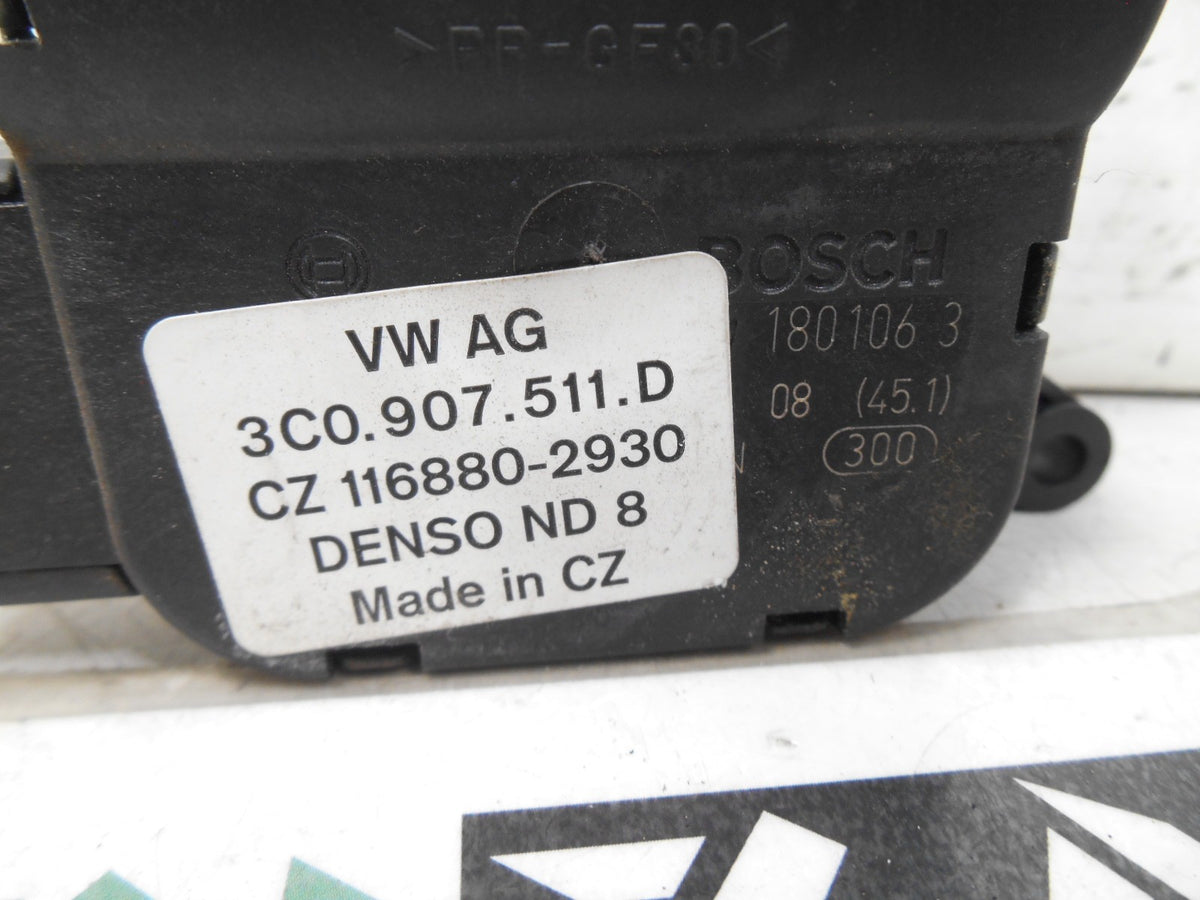 >PP-GF30<
BOSCH
180106 3
08 (45.1)
N 300
VW AG
3C0.907.511.D
CZ 116880-2930
DENSO ND 8
Made in CZ